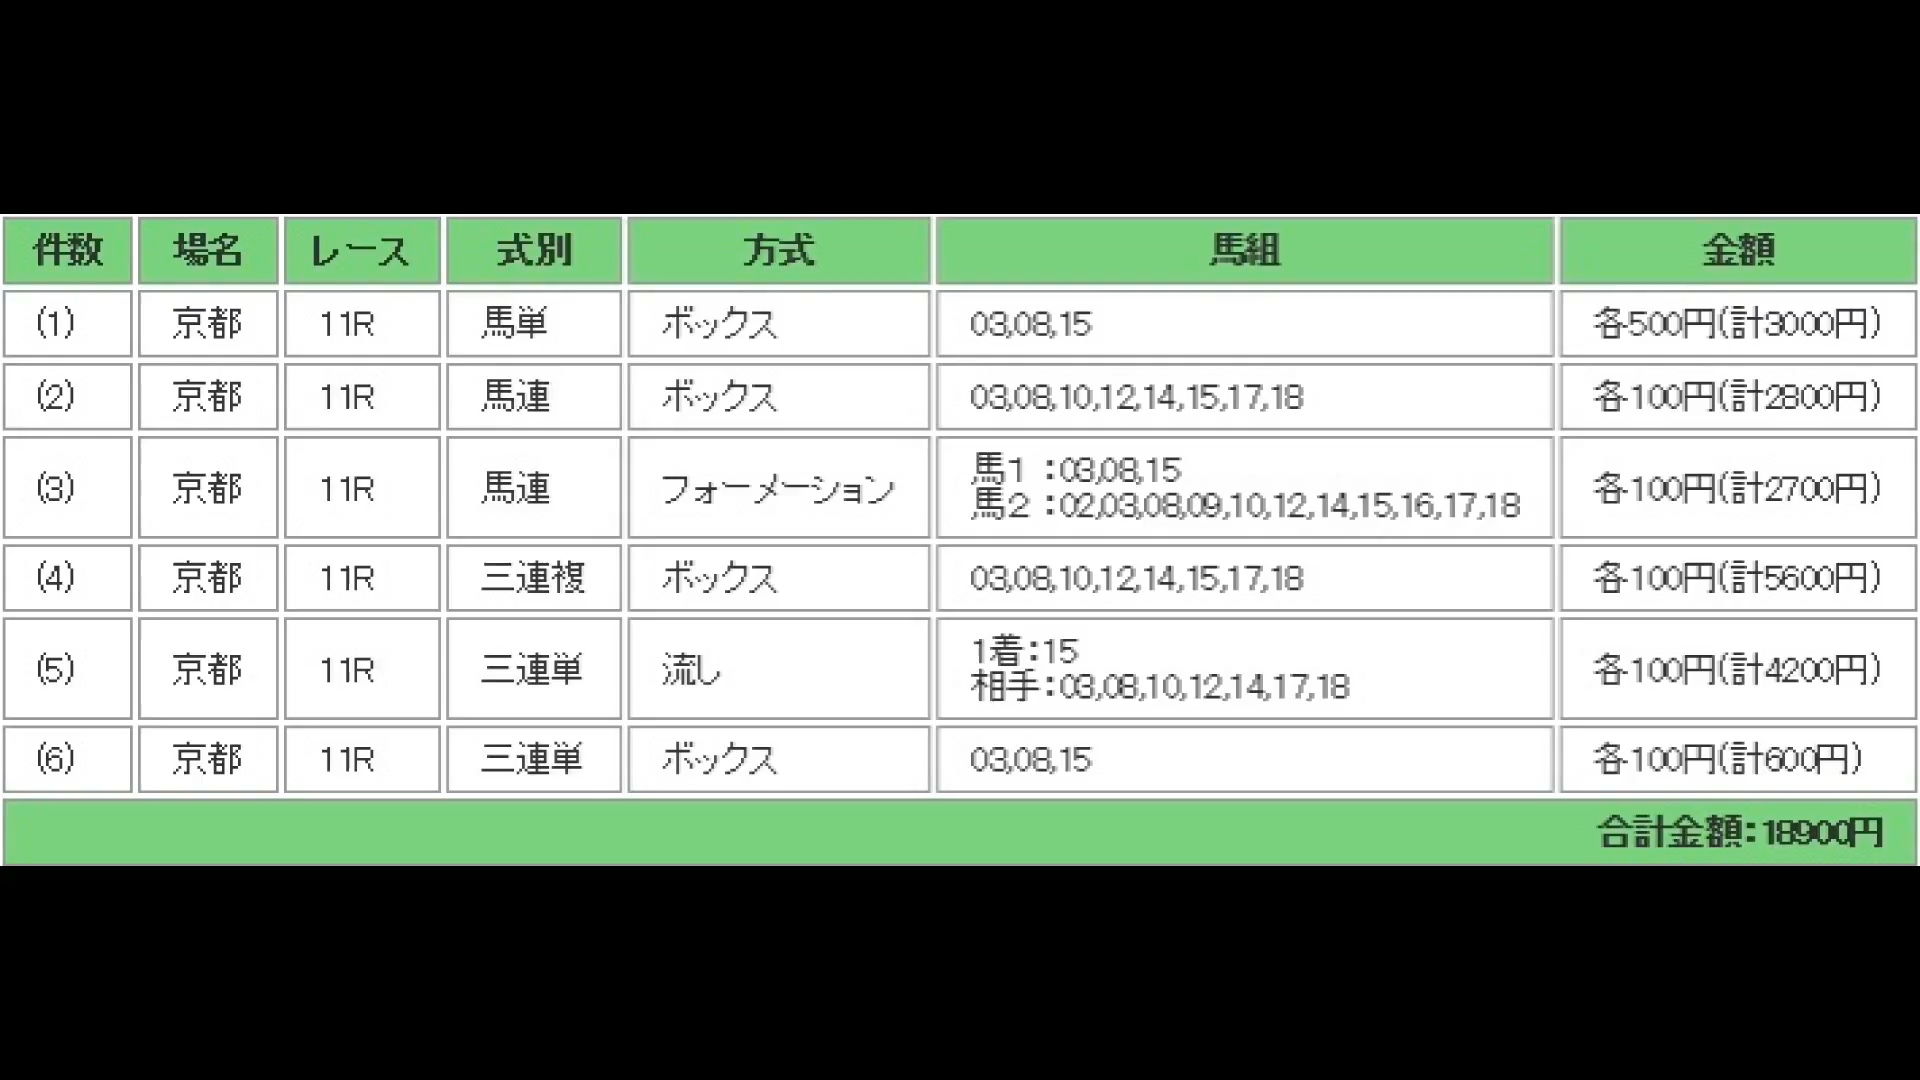 件数 場名 レース 式別 方式 馬組 金額
(1) 京都 11R 馬単 ボックス 03,08,15 各500円(計3000円)
(2) 京都 11R 馬連 ボックス 03,08,10,12,14,15,17,18 各100円(計2800円)
(3) 京都 11R 馬連 フォーメーション 馬1 :03,08,15
馬2 :02,03,08,09,10,12,14,15,16,17,18 各100円(計2700円)
(4) 京都 11R 三連複 ボックス 03,08,10,12,14,15,17,18 各100円(計5600円)
(5) 京都 11R 三連単 流し 1着:15
相手:03,08,10,12,14,17,18 各100円(計4200円)
(6) 京都 11R 三連単 ボックス 03,08,15 各100円(計600円)
合計金額:18900円